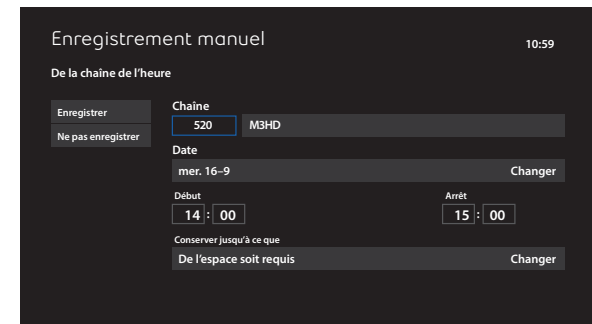 Enregistrement manuel
10:59
De la chaîne de l'heure
Enregistrer
Ne pas enregistrer
Chaîne
520 M3HD
Date
mer. 16–9 Changer
Début Arrêt
14 : 00 15 : 00
Conserver jusqu'à ce que
De l'espace soit requis Changer